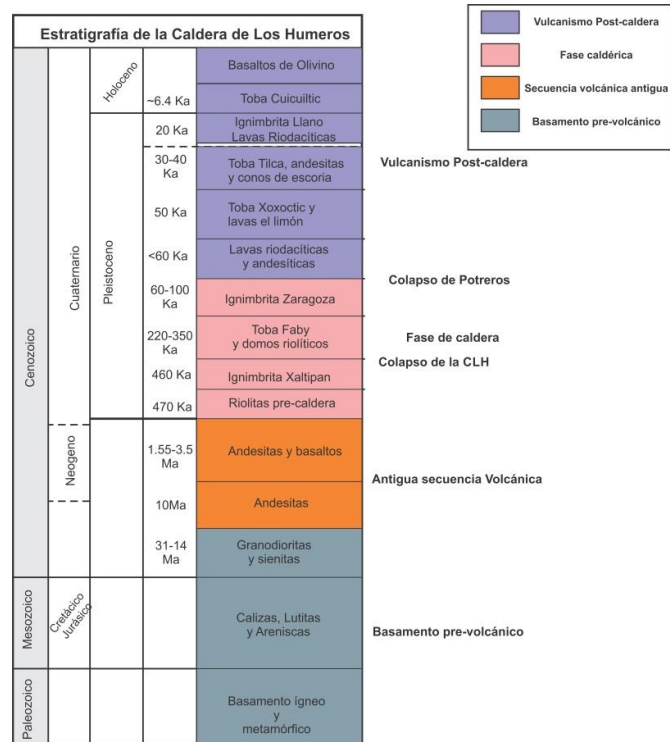 Estratigrafía de la Caldera de Los Humeros
Vulcanismo Post-caldera
Fase caldérica
Secuencia volcánica antigua
Basamento pre-volcánico
Cenozoico
Mesozoico
Paleozoico
Cuaternario
Neogeno
Cretácico
Jurásico
Holoceno
Pleistoceno
Basaltos de Olivino
~6.4 Ka
Toba Cuicuiltic
20 Ka
Ignimbrita Llano
Lavas Riodacíticas
30-40
Ka
Toba Tilca, andesitas
y conos de escoria
50 Ka
Toba Xoxoctic y
lavas el limón
<60 Ka
Lavas riodacíticas
y andesíticas
60-100
Ka
Ignimbrita Zaragoza
220-350
Ka
Toba Faby
y domos riolíticos
460 Ka
Ignimbrita Xaltipan
470 Ka
Riolitas pre-caldera
1.55-3.5
Ma
Andesitas y basaltos
10Ma
Andesitas
31-14
Ma
Granodioritas
y sienitas
Calizas, Lutitas
y Areniscas
Basamento ígneo
y
metamórfico
Vulcanismo Post-caldera
Colapso de Potreros
Fase de caldera
Colapso de la CLH
Antigua secuencia Volcánica
Basamento pre-volcánico